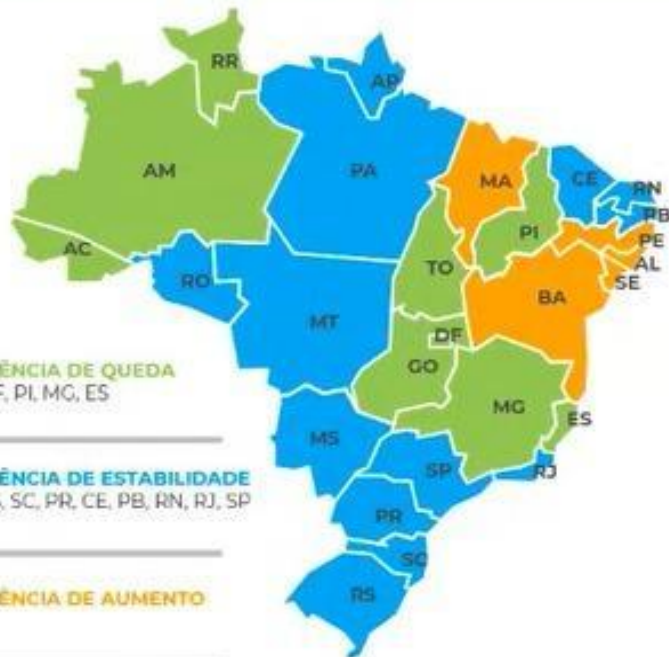 RR
AP
AM
PA
MA
CE
RN
PB
PI
PE
AC
AL
TO
SE
RO
BA
MT
DF
GO
ÊNCIA DE QUEDA
F, PI, MG, ES
MG
ES
MS
ÊNCIA DE ESTABILIDADE
SP
RJ
, SC, PR, CE, PB, RN, RJ, SP
PR
SC
ÊNCIA DE AUMENTO
RS